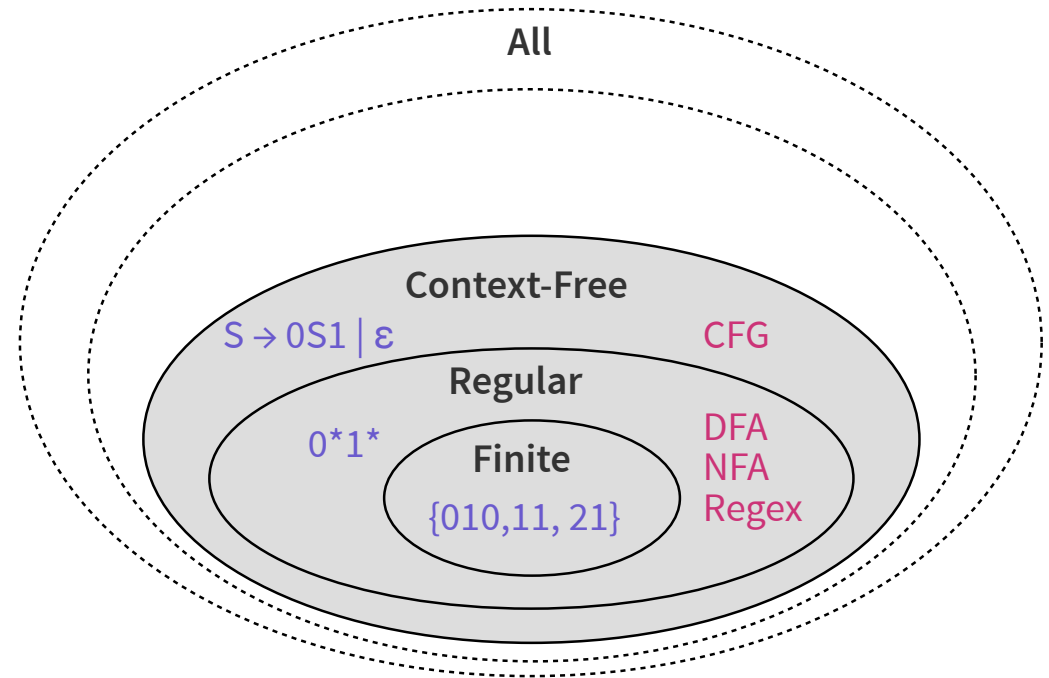 All
Context-Free
S → 0S1 | ε
CFG
Regular
0*1*
DFA
NFA
Regex
Finite
{010,11, 21}